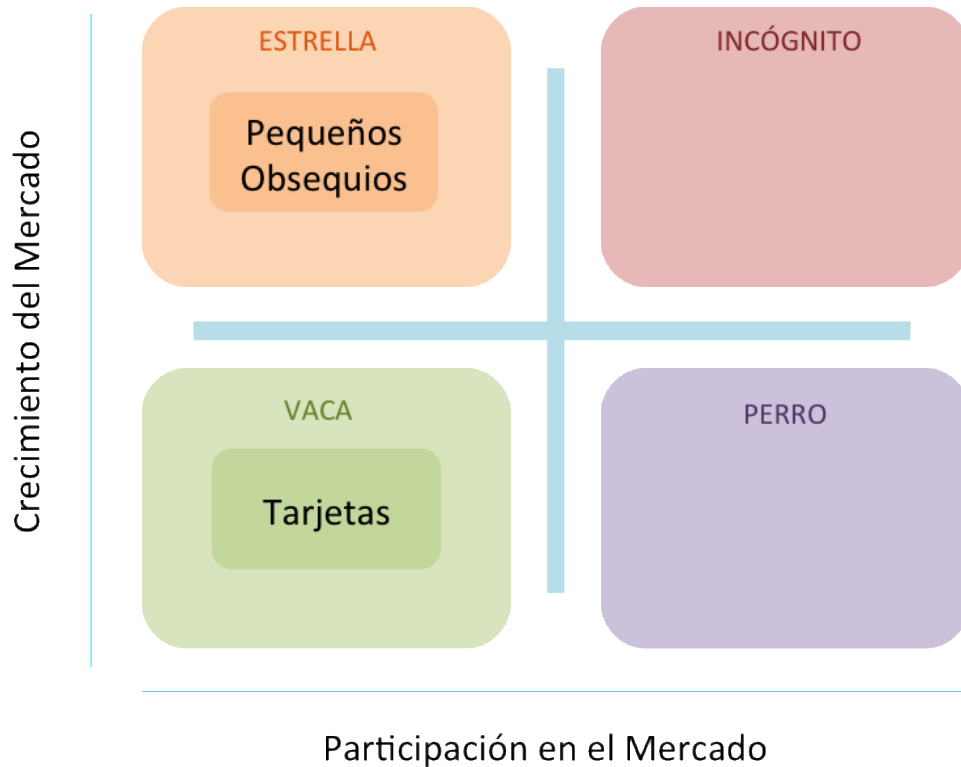 ESTRELLA
INCÓGNITO
Pequeños
Obsequios
Crecimiento del Mercado
VACA
PERRO
Tarjetas
Participación en el Mercado